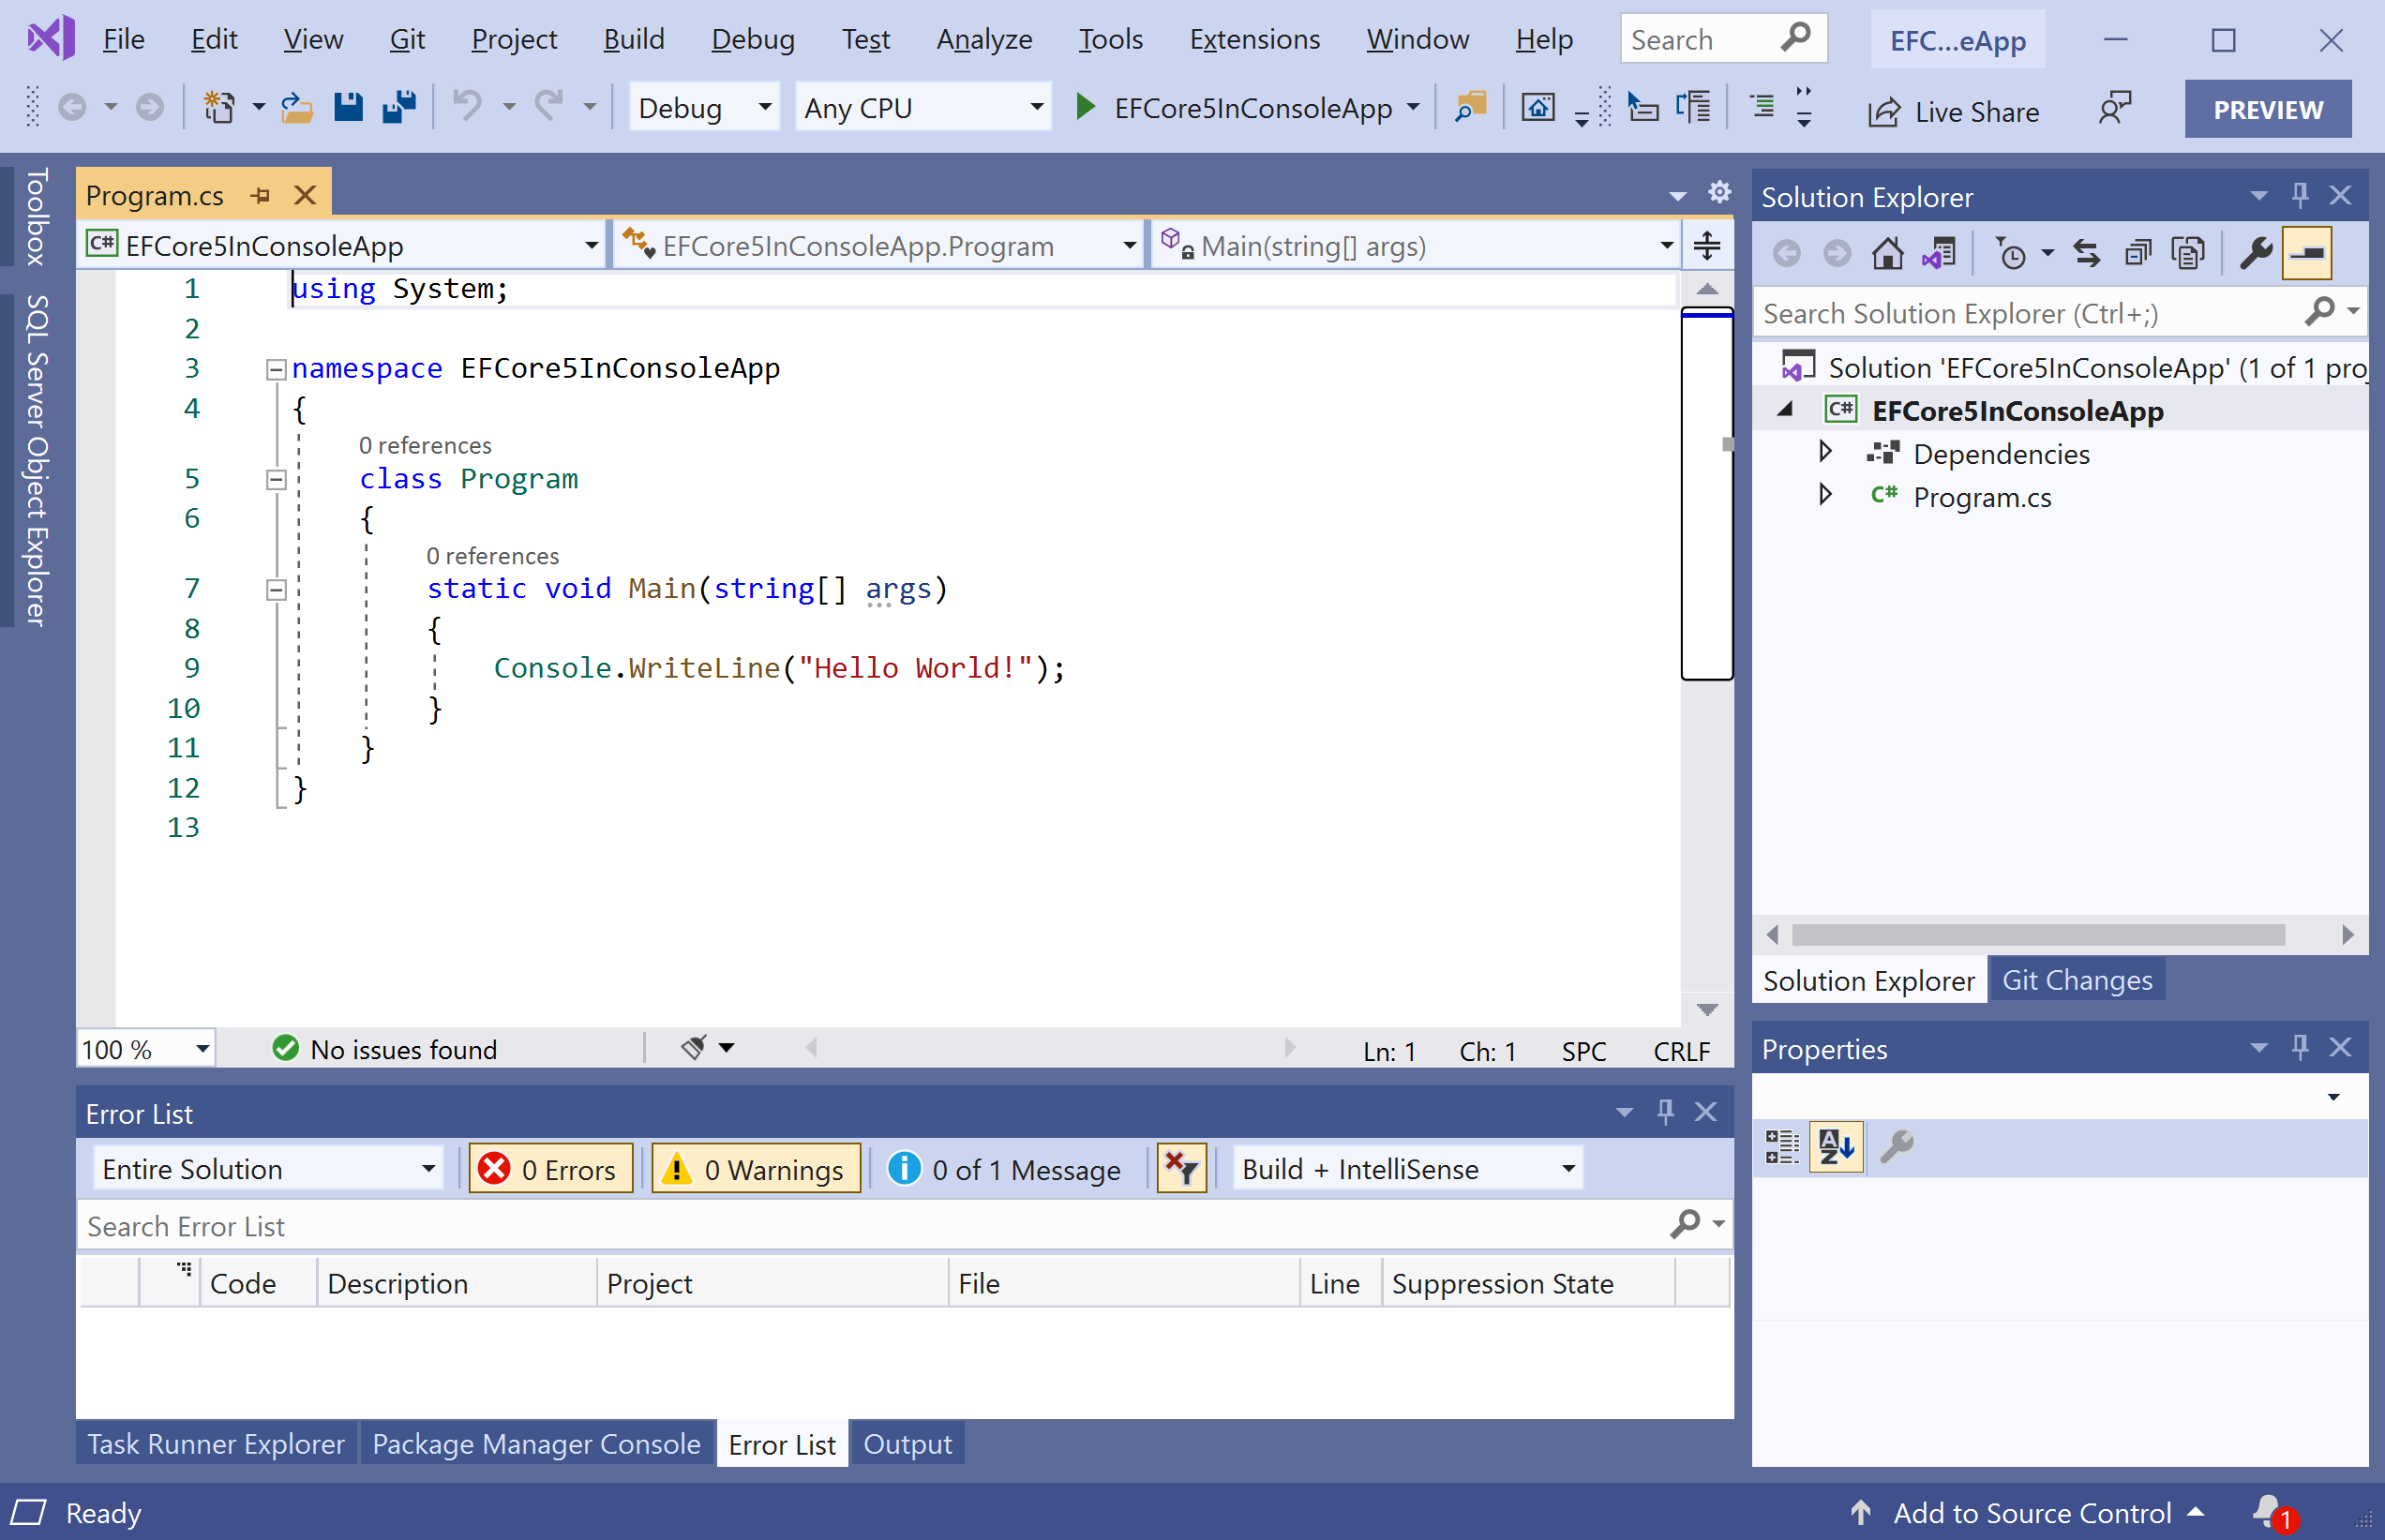 File Edit View Git Project Build Debug Test Analyze Tools Extensions Window Help Search EFC...eApp
Debug Any CPU EFCore5InConsoleApp Live Share PREVIEW
Toolbox
SQL Server Object Explorer
Program.cs
C# EFCore5InConsoleApp EFCore5InConsoleApp.Program Main(string[] args)
1 using System;
2
3 namespace EFCore5InConsoleApp
4 {
0 references
5 class Program
6 {
0 references
7 static void Main(string[] args)
8 {
9 Console.WriteLine("Hello World!");
10 }
11 }
12 }
13
100 % No issues found Ln: 1 Ch: 1 SPC CRLF
Error List
Entire Solution 0 Errors 0 Warnings 0 of 1 Message Build + IntelliSense
Search Error List
Code Description Project File Line Suppression State
Task Runner Explorer Package Manager Console Error List Output
Solution Explorer
Search Solution Explorer (Ctrl+;)
Solution 'EFCore5InConsoleApp' (1 of 1 proj
C# EFCore5InConsoleApp
Dependencies
C# Program.cs
Solution Explorer Git Changes
Properties
AZ
Ready Add to Source Control 1